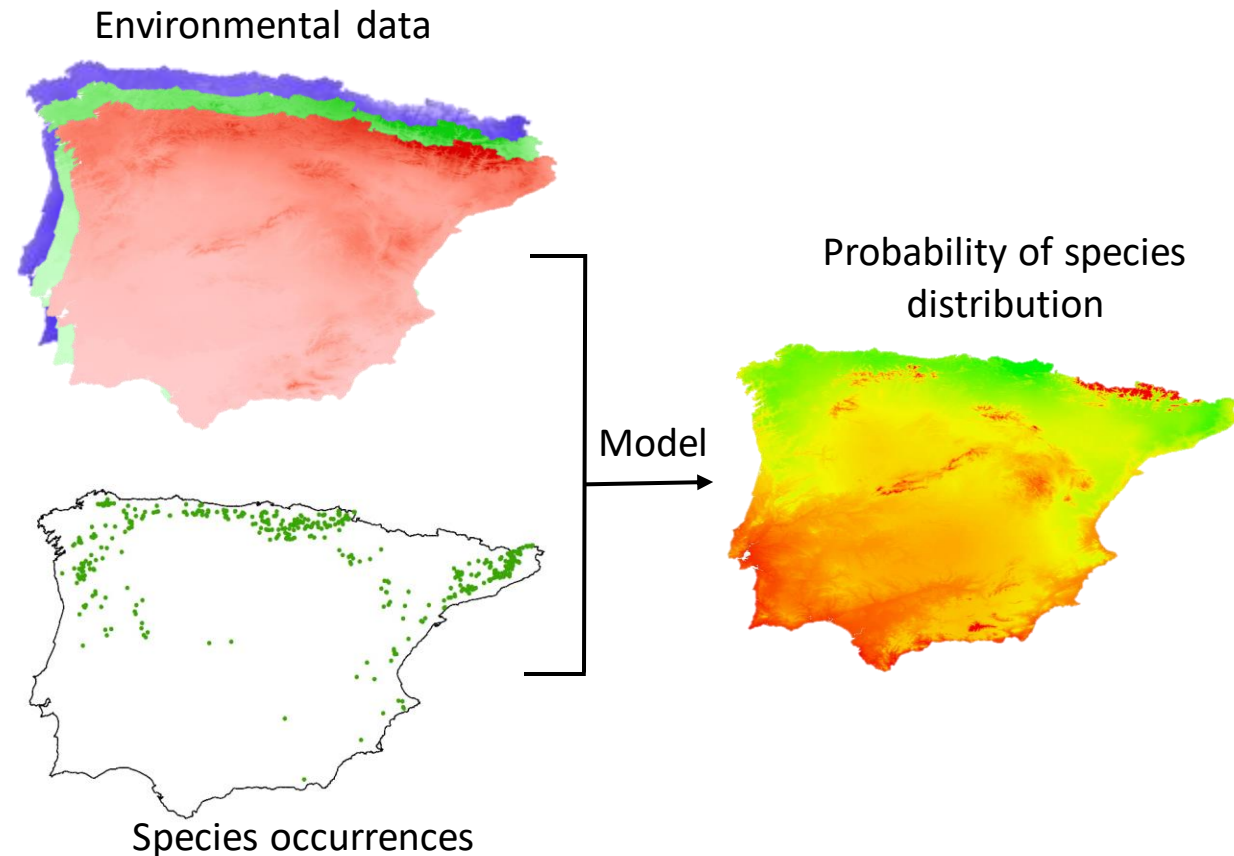 Environmental data
Probability of species
distribution
Model
Species occurrences